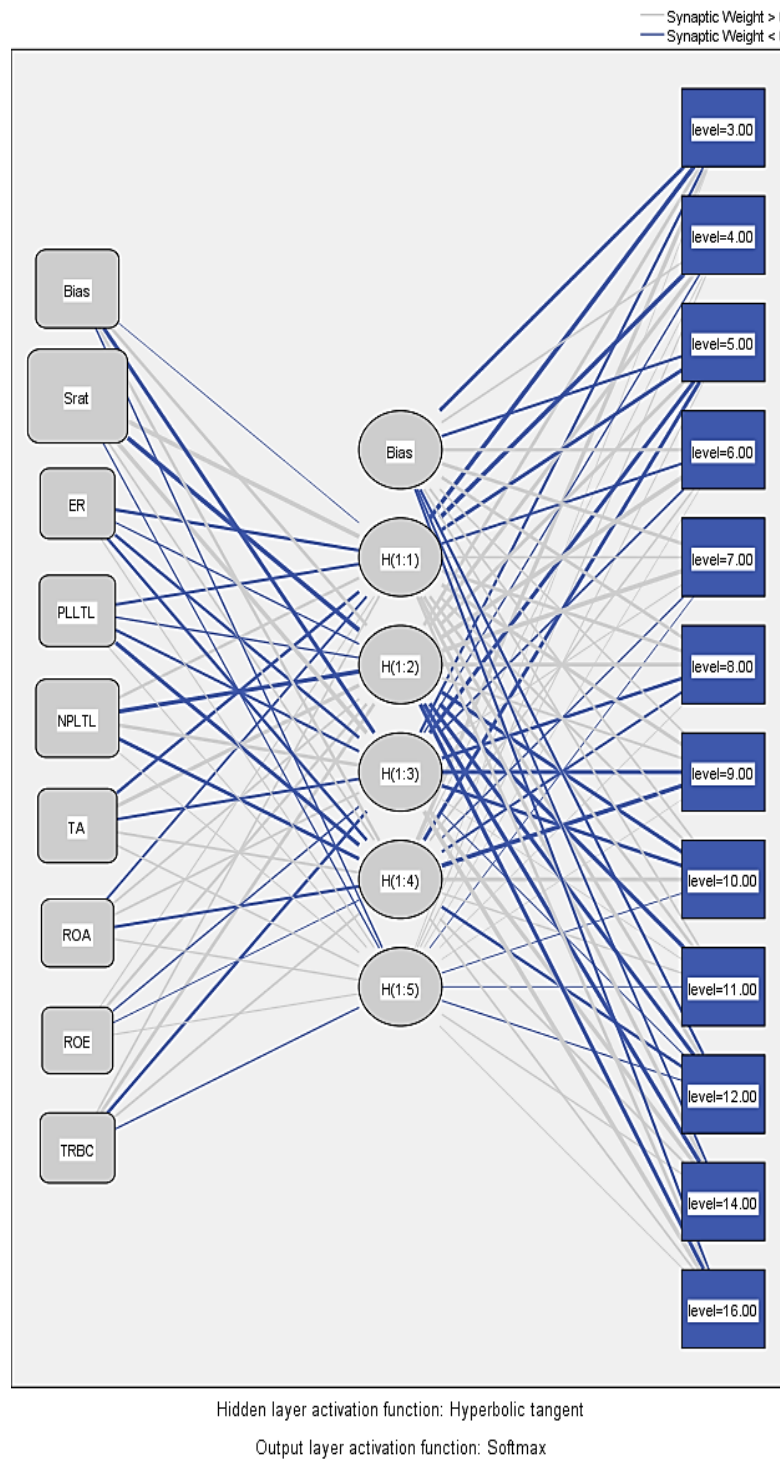 Synaptic Weight >
Synaptic Weight <
level=3.00
level=4.00
Bias
Srat
level=5.00
Bias
level=6.00
ER
H(1:1)
level=7.00
PLLTL
H(1:2)
level=8.00
NPLTL
H(1:3)
level=9.00
TA
H(1:4)
level=10.00
ROA
H(1:5)
level=11.00
ROE
level=12.00
TRBC
level=14.00
level=16.00
Hidden layer activation function: Hyperbolic tangent
Output layer activation function: Softmax